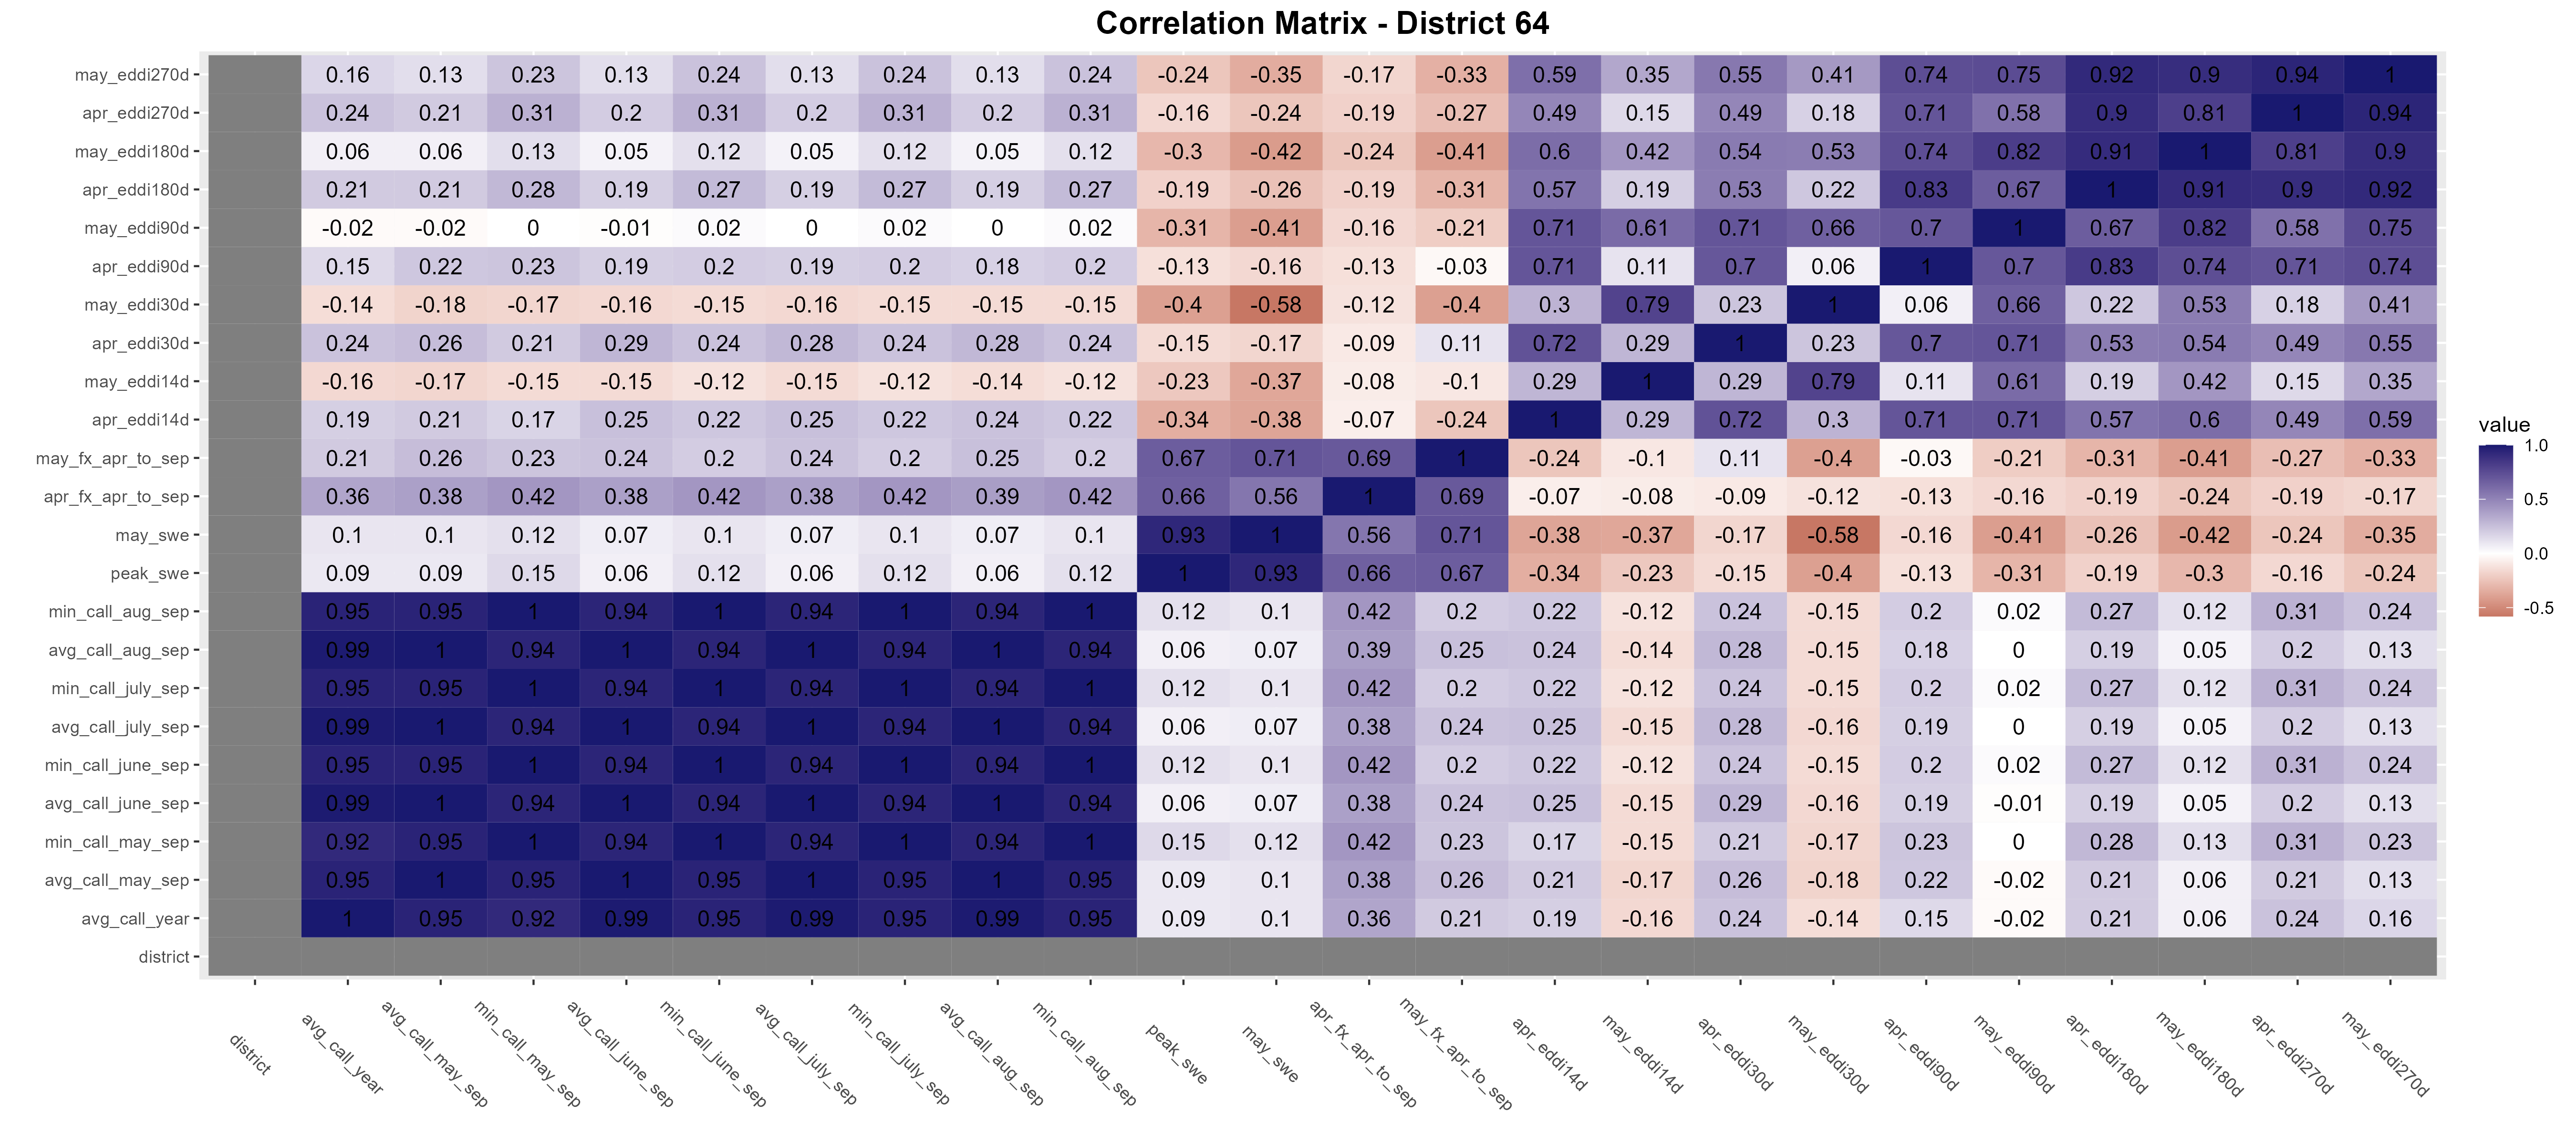 Correlation Matrix - District 64
may_eddi270d 0.16 0.13 0.23 0.13 0.24 0.13 0.24 0.13 0.24 -0.24 -0.35 -0.17 -0.33 0.59 0.35 0.55 0.41 0.74 0.75 0.92 0.9 0.94 1
apr_eddi270d 0.24 0.21 0.31 0.2 0.31 0.2 0.31 0.2 0.31 -0.16 -0.24 -0.19 -0.27 0.49 0.15 0.49 0.18 0.71 0.58 0.9 0.81 1 0.94
may_eddi180d 0.06 0.06 0.13 0.05 0.12 0.05 0.12 0.05 0.12 -0.3 -0.42 -0.24 -0.41 0.6 0.42 0.54 0.53 0.74 0.82 0.91 1 0.81 0.9
apr_eddi180d 0.21 0.21 0.28 0.19 0.27 0.19 0.27 0.19 0.27 -0.19 -0.26 -0.19 -0.31 0.57 0.19 0.53 0.22 0.83 0.67 1 0.91 0.9 0.92
may_eddi90d -0.02 -0.02 0 -0.01 0.02 0 0.02 0 0.02 -0.31 -0.41 -0.16 -0.21 0.71 0.61 0.71 0.66 0.7 1 0.67 0.82 0.58 0.75
apr_eddi90d 0.15 0.22 0.23 0.19 0.2 0.19 0.2 0.18 0.2 -0.13 -0.16 -0.13 -0.03 0.71 0.11 0.7 0.06 1 0.7 0.83 0.74 0.71 0.74
may_eddi30d -0.14 -0.18 -0.17 -0.16 -0.15 -0.16 -0.15 -0.15 -0.15 -0.4 -0.58 -0.12 -0.4 0.3 0.79 0.23 1 0.06 0.66 0.22 0.53 0.18 0.41
apr_eddi30d 0.24 0.26 0.21 0.29 0.24 0.28 0.24 0.28 0.24 -0.15 -0.17 -0.09 0.11 0.72 0.29 1 0.23 0.7 0.71 0.53 0.54 0.49 0.55
may_eddi14d -0.16 -0.17 -0.15 -0.15 -0.12 -0.15 -0.12 -0.14 -0.12 -0.23 -0.37 -0.08 -0.1 0.29 1 0.29 0.79 0.11 0.61 0.19 0.42 0.15 0.35
apr_eddi14d 0.19 0.21 0.17 0.25 0.22 0.25 0.22 0.24 0.22 -0.34 -0.38 -0.07 -0.24 1 0.29 0.72 0.3 0.71 0.71 0.57 0.6 0.49 0.59
may_fx_apr_to_sep 0.21 0.26 0.23 0.24 0.2 0.24 0.2 0.25 0.2 0.67 0.71 0.69 1 -0.24 -0.1 0.11 -0.4 -0.03 -0.21 -0.31 -0.41 -0.27 -0.33
apr_fx_apr_to_sep 0.36 0.38 0.42 0.38 0.42 0.38 0.42 0.39 0.42 0.66 0.56 1 0.69 -0.07 -0.08 -0.09 -0.12 -0.13 -0.16 -0.19 -0.24 -0.19 -0.17
may_swe 0.1 0.1 0.12 0.07 0.1 0.07 0.1 0.07 0.1 0.93 1 0.56 0.71 -0.38 -0.37 -0.17 -0.58 -0.16 -0.41 -0.26 -0.42 -0.24 -0.35
peak_swe 0.09 0.09 0.15 0.06 0.12 0.06 0.12 0.06 0.12 1 0.93 0.66 0.67 -0.34 -0.23 -0.15 -0.4 -0.13 -0.31 -0.19 -0.3 -0.16 -0.24
min_call_aug_sep 0.95 0.95 1 0.94 1 0.94 1 0.94 1 0.12 0.1 0.42 0.2 0.22 -0.12 0.24 -0.15 0.2 0.02 0.27 0.12 0.31 0.24
avg_call_aug_sep 0.99 1 0.94 1 0.94 1 0.94 1 0.94 0.06 0.07 0.39 0.25 0.24 -0.14 0.28 -0.15 0.18 0 0.19 0.05 0.2 0.13
min_call_july_sep 0.95 0.95 1 0.94 1 0.94 1 0.94 1 0.12 0.1 0.42 0.2 0.22 -0.12 0.24 -0.15 0.2 0.02 0.27 0.12 0.31 0.24
avg_call_july_sep 0.99 1 0.94 1 0.94 1 0.94 1 0.94 0.06 0.07 0.38 0.24 0.25 -0.15 0.28 -0.16 0.19 0 0.19 0.05 0.2 0.13
min_call_june_sep 0.95 0.95 1 0.94 1 0.94 1 0.94 1 0.12 0.1 0.42 0.2 0.22 -0.12 0.24 -0.15 0.2 0.02 0.27 0.12 0.31 0.24
avg_call_june_sep 0.99 1 0.94 1 0.94 1 0.94 1 0.94 0.06 0.07 0.38 0.24 0.25 -0.15 0.29 -0.16 0.19 -0.01 0.19 0.05 0.2 0.13
min_call_may_sep 0.92 0.95 1 0.94 1 0.94 1 0.94 1 0.15 0.12 0.42 0.23 0.17 -0.15 0.21 -0.17 0.23 0 0.28 0.13 0.31 0.23
avg_call_may_sep 0.95 1 0.95 1 0.95 1 0.95 1 0.95 0.09 0.1 0.38 0.26 0.21 -0.17 0.26 -0.18 0.22 -0.02 0.21 0.06 0.21 0.13
avg_call_year 1 0.95 0.92 0.99 0.95 0.99 0.95 0.99 0.95 0.09 0.1 0.36 0.21 0.19 -0.16 0.24 -0.14 0.15 -0.02 0.21 0.06 0.24 0.16
district
district avg_call_year avg_call_may_sep min_call_may_sep avg_call_june_sep min_call_june_sep avg_call_july_sep min_call_july_sep avg_call_aug_sep min_call_aug_sep peak_swe may_swe apr_fx_apr_to_sep may_fx_apr_to_sep apr_eddi14d may_eddi14d apr_eddi30d may_eddi30d apr_eddi90d may_eddi90d apr_eddi180d may_eddi180d apr_eddi270d may_eddi270d
value
1.0
0.5
0.0
-0.5